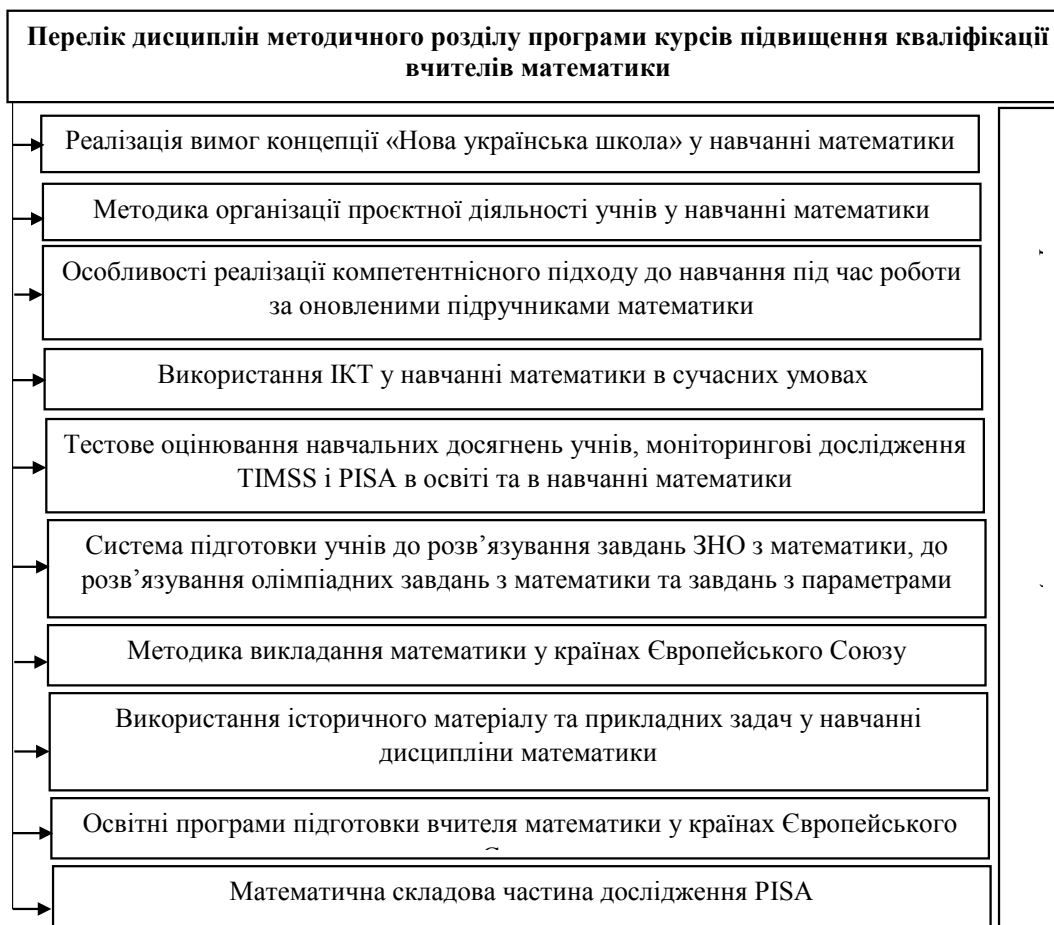 Перелік дисциплін методичного розділу програми курсів підвищення кваліфікації
вчителів математики
Реалізація вимог концепції «Нова українська школа» у навчанні математики
Методика організації проєктної діяльності учнів у навчанні математики
Особливості реалізації компетентнісного підходу до навчання під час роботи
за оновленими підручниками математики
Використання ІКТ у навчанні математики в сучасних умовах
Тестове оцінювання навчальних досягнень учнів, моніторингові дослідження
TIMSS і PISA в освіті та в навчанні математики
Система підготовки учнів до розв’язування завдань ЗНО з математики, до
розв’язування олімпіадних завдань з математики та завдань з параметрами
Методика викладання математики у країнах Європейського Союзу
Використання історичного матеріалу та прикладних задач у навчанні
дисципліни математики
Освітні програми підготовки вчителя математики у країнах Європейського
Математична складова частина дослідження PISA